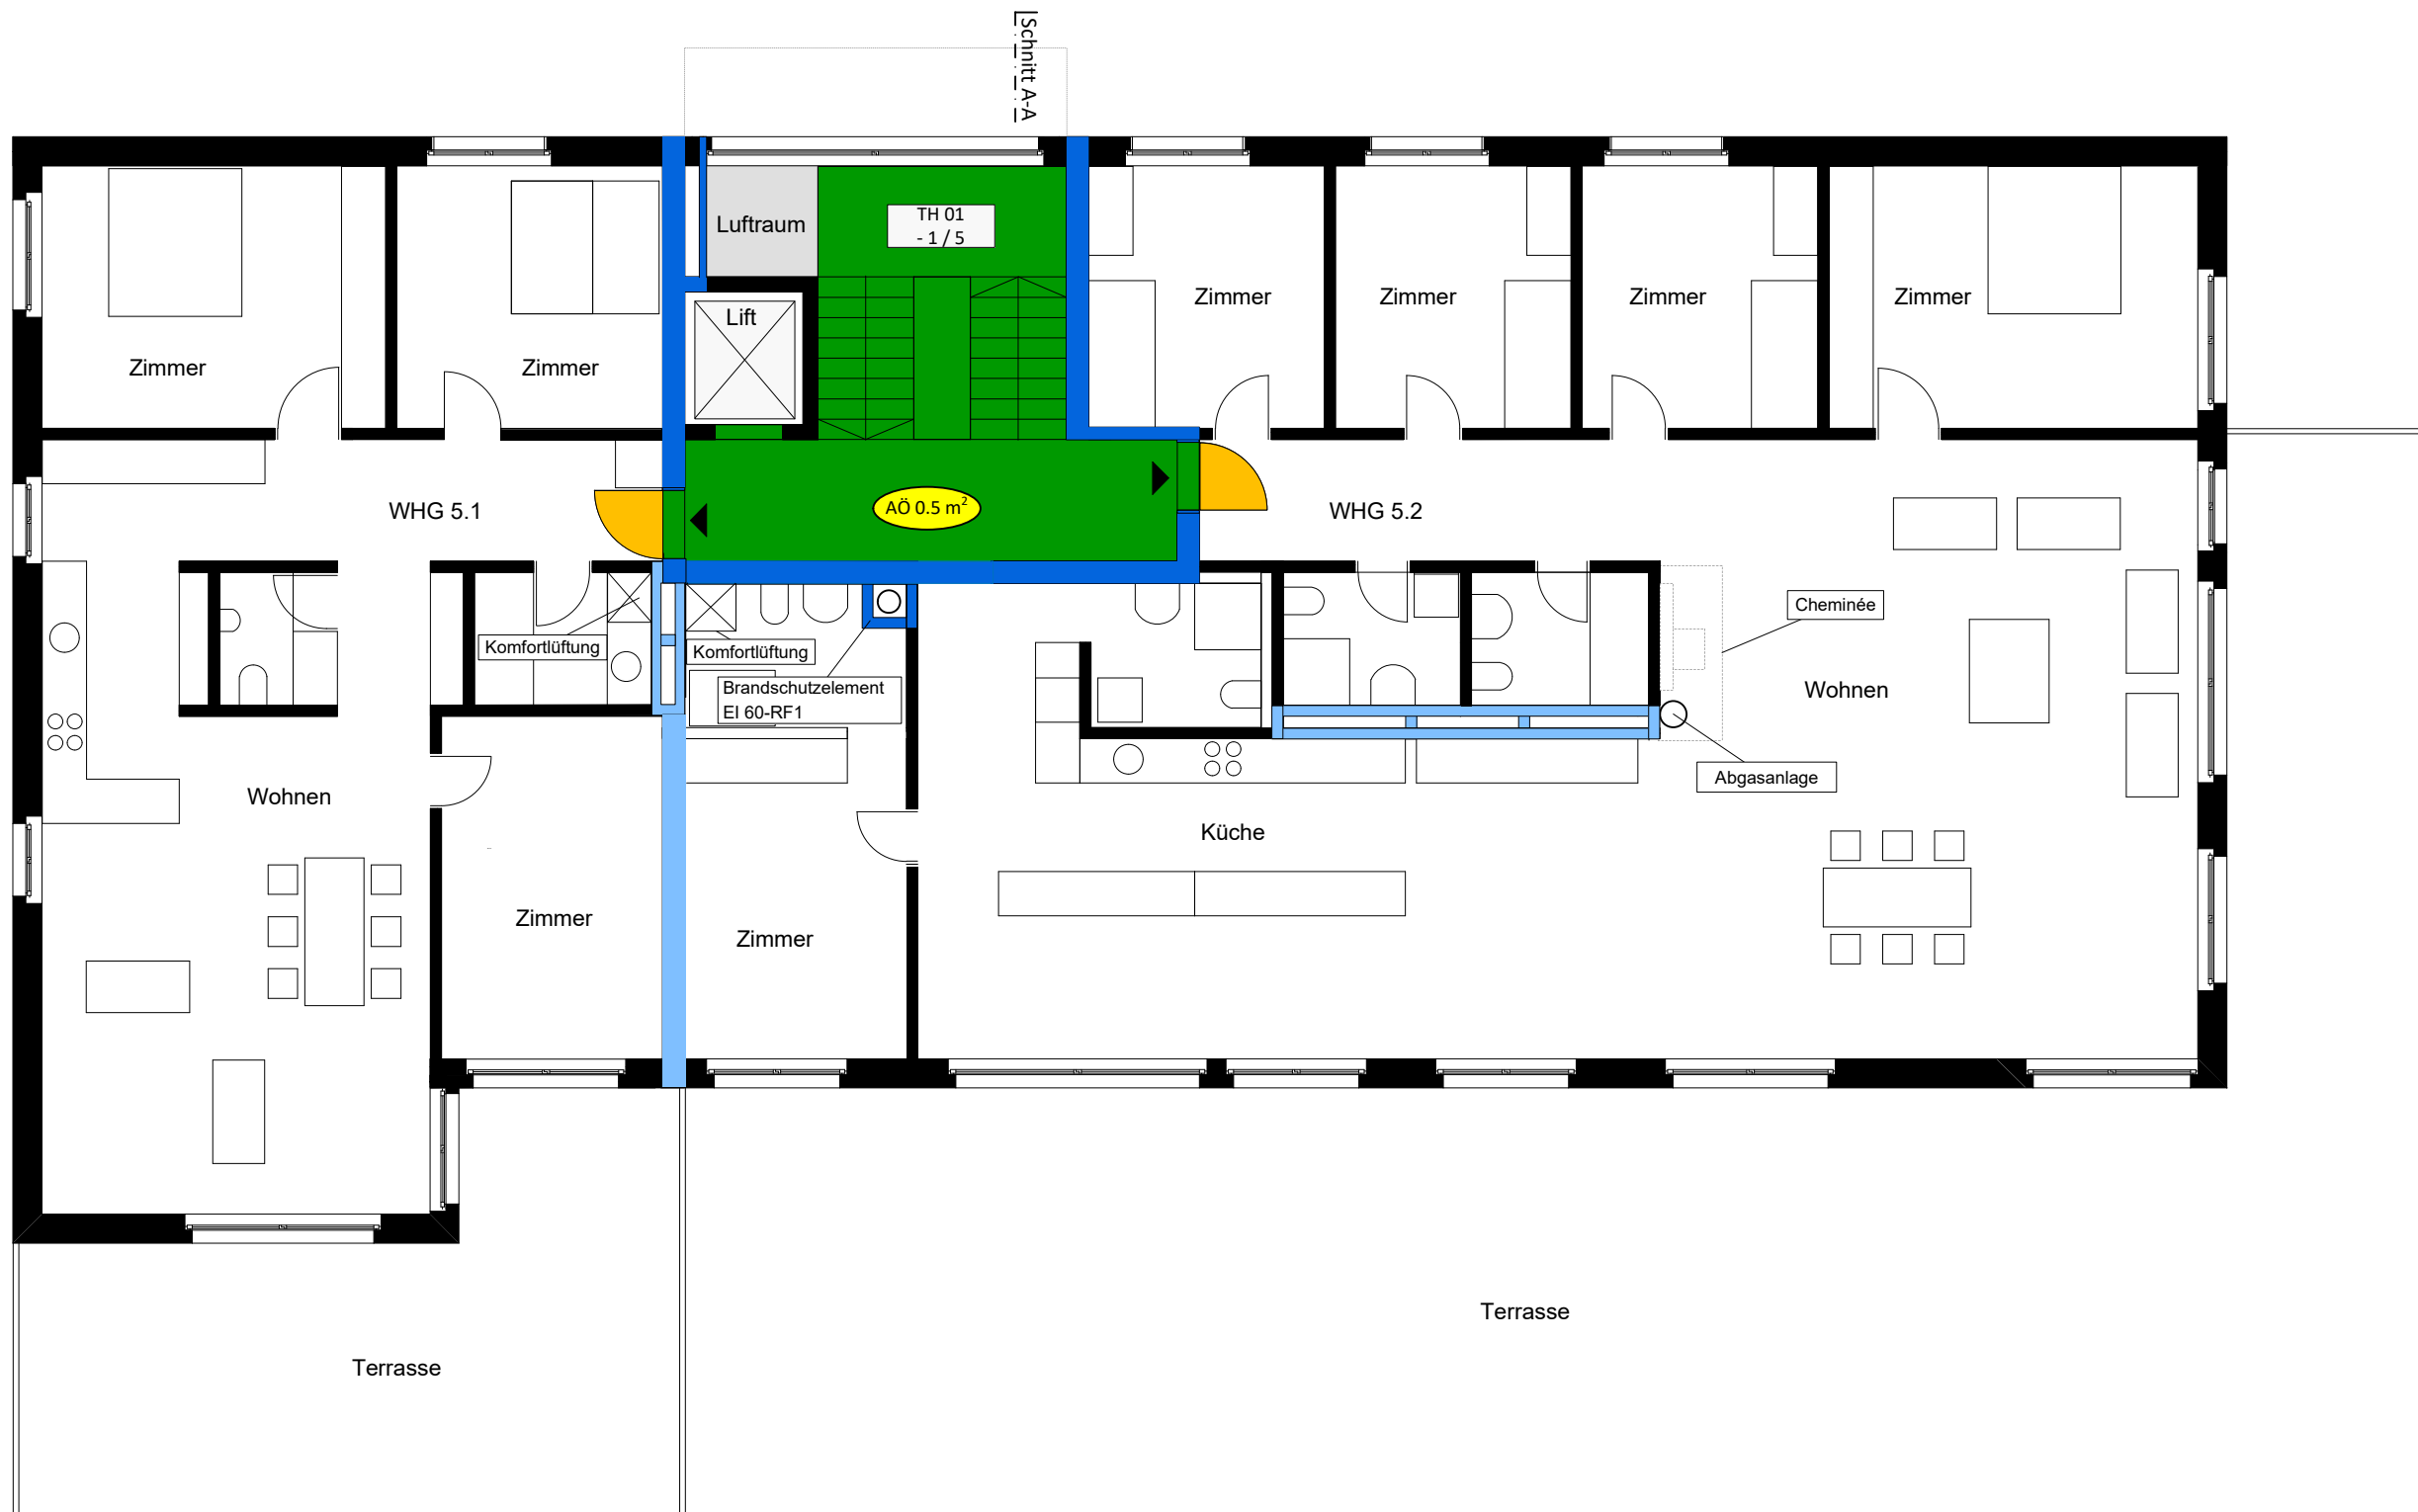 Schnitt A-A
Luftraum
TH 01
- 1 / 5
Lift
Zimmer
Zimmer
Zimmer
Zimmer
Zimmer
Zimmer
WHG 5.1
AÖ 0.5 m²
WHG 5.2
Komfortlüftung
Komfortlüftung
Brandschutzelement
EI 60-RF1
Cheminée
Wohnen
Abgasanlage
Wohnen
Küche
Zimmer
Zimmer
Terrasse
Terrasse